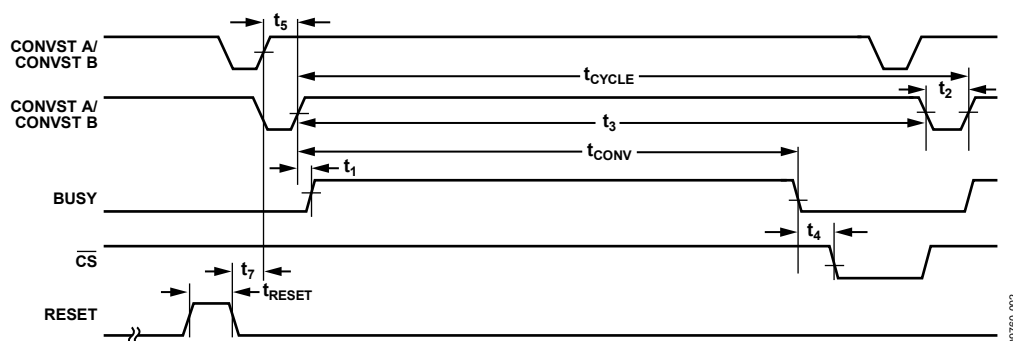 t5
CONVST A/
CONVST B
tCYCLE
t2
CONVST A/
CONVST B
t3
tCONV
t1
BUSY
t4
CS
t7
tRESET
RESET